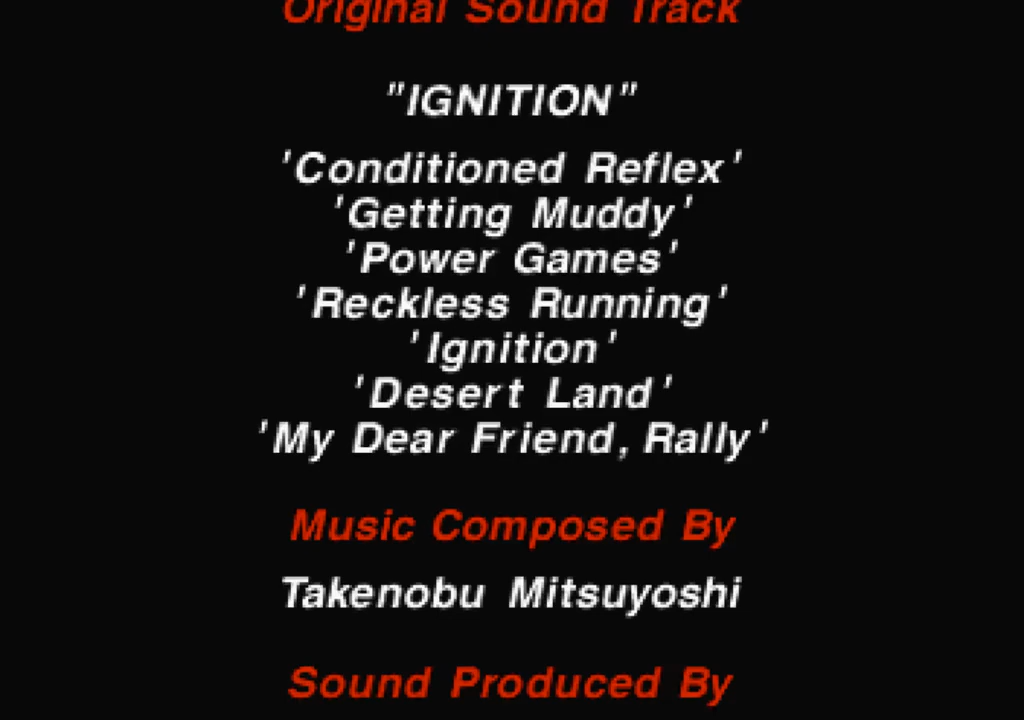 Original Sound Track
"IGNITION"
'Conditioned Reflex'
'Getting Muddy'
'Power Games'
'Reckless Running'
'Ignition'
'Desert Land'
'My Dear Friend, Rally'
Music Composed By
Takenobu Mitsuyoshi
Sound Produced By